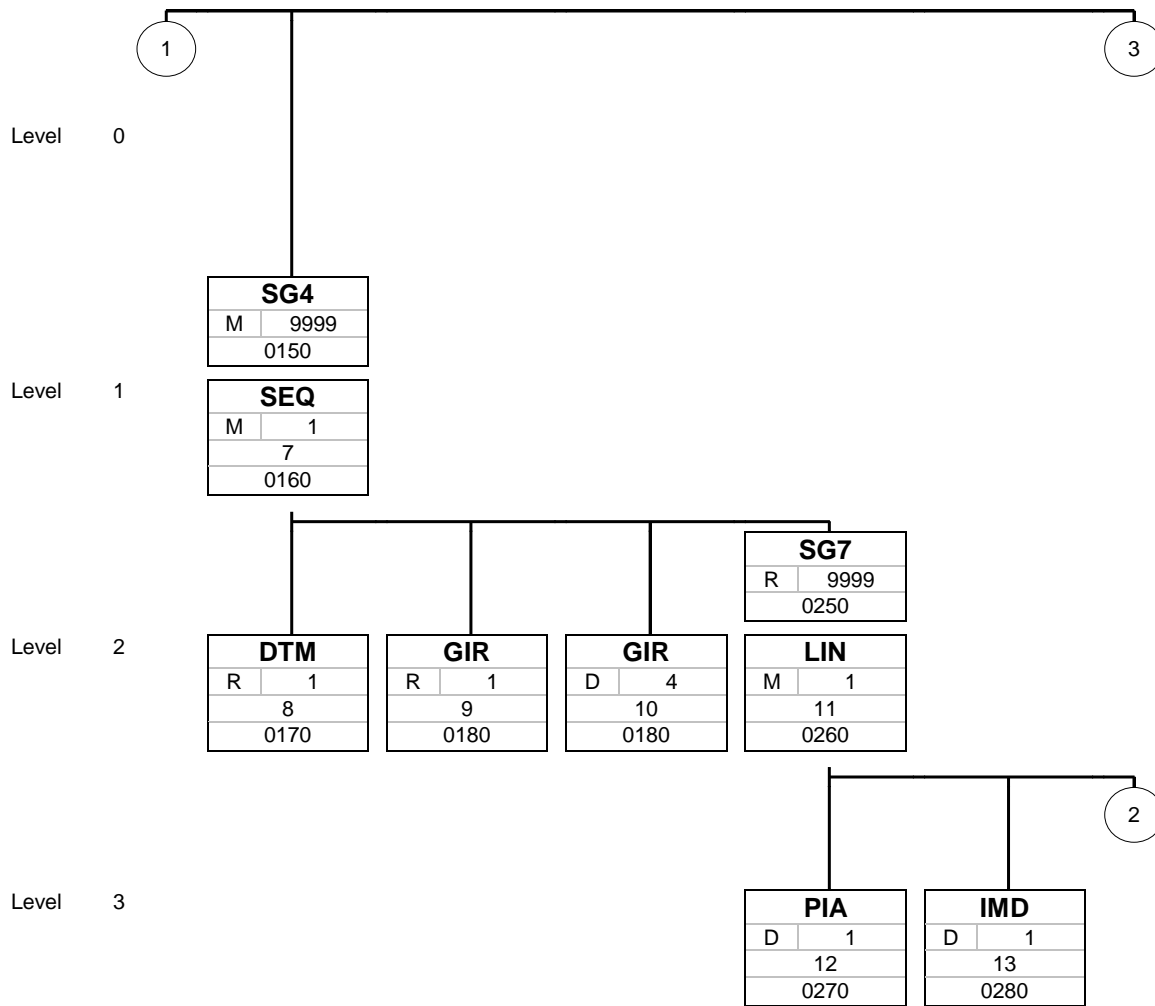 1
3
Level 0
SG4
M 9999
0150
Level 1
SEQ
M 1
7
0160
SG7
R 9999
0250
Level 2
DTM
R 1
8
0170
GIR
R 1
9
0180
GIR
D 4
10
0180
LIN
M 1
11
0260
2
Level 3
PIA
D 1
12
0270
IMD
D 1
13
0280